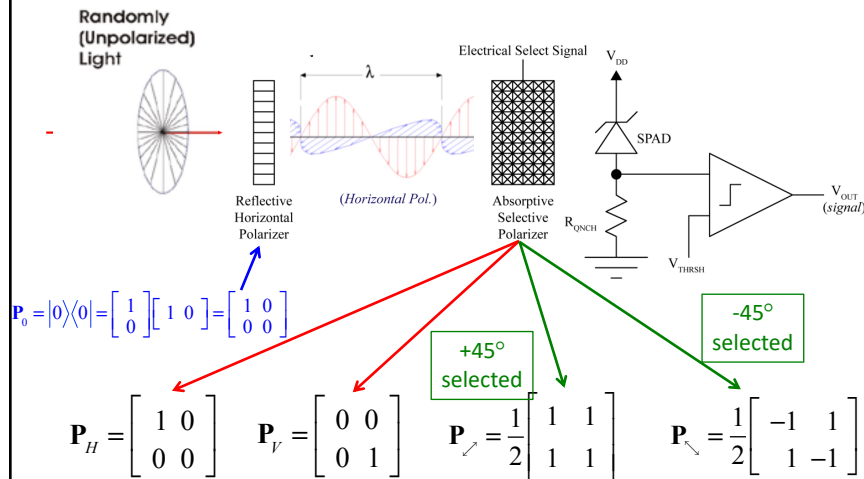 Randomly
(Unpolarized)
Light
Electrical Select Signal
λ
V_DD
SPAD
Reflective
Horizontal
Polarizer
(Horizontal Pol.)
Absorptive
Selective
Polarizer
R_QNCH
V_THRSH
V_OUT
(signal)
P_0 = |0⟩⟨0| = [1; 0] [1 0] = [1 0; 0 0]
+45° 
selected
-45°
selected
P_H = [1 0; 0 0]
P_V = [0 0; 0 1]
P_⤢ = 1/2 [1 1; 1 1]
P_⤡ = 1/2 [-1 1; 1 -1]